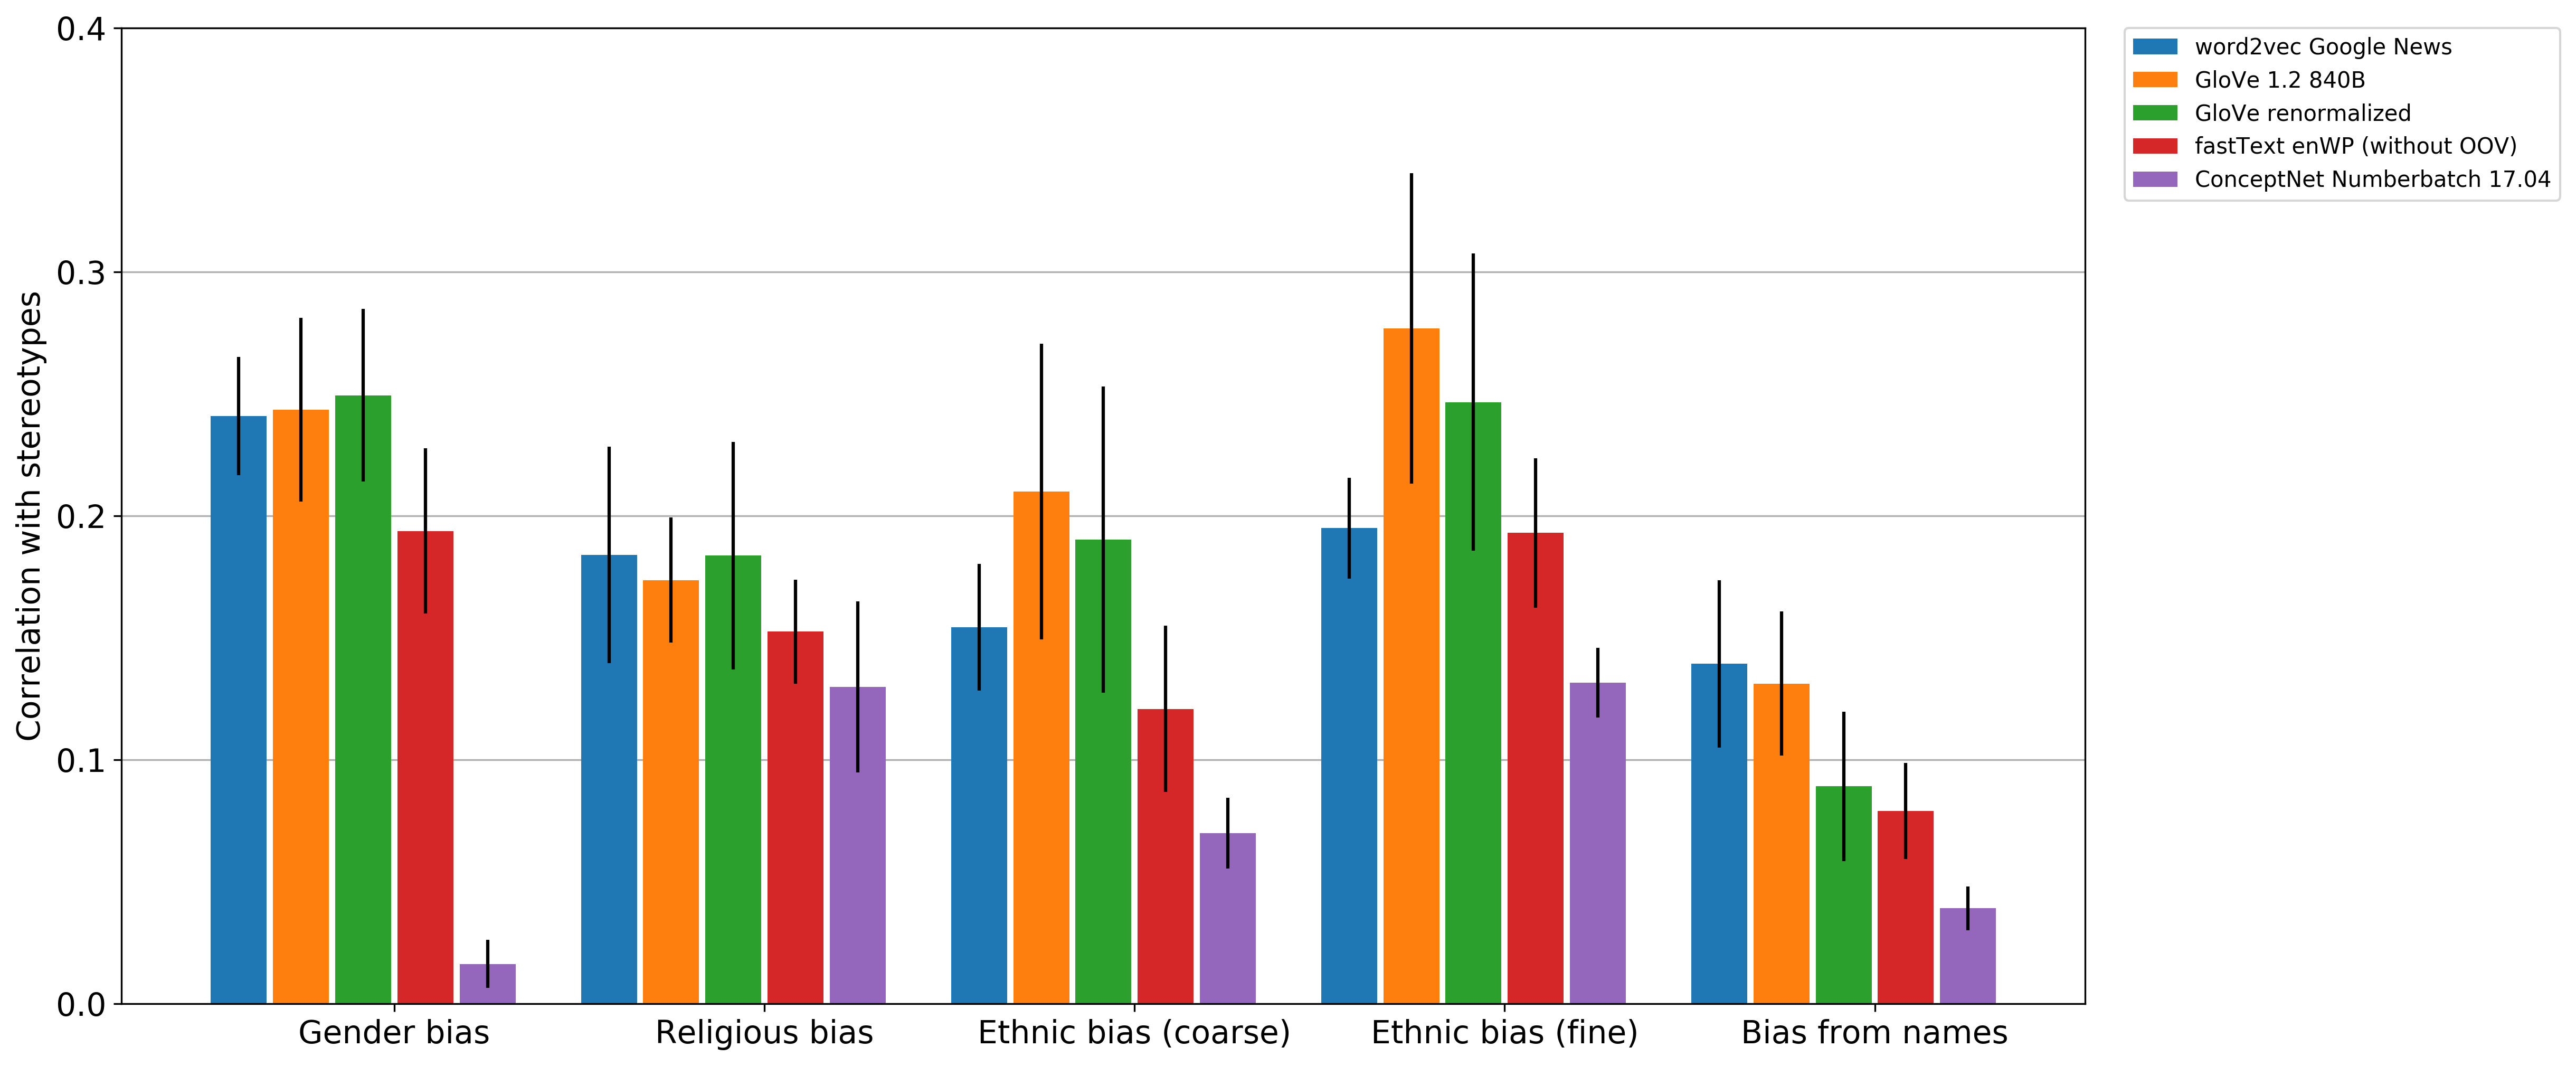 Correlation with stereotypes
0.4
0.3
0.2
0.1
0.0
Gender bias
Religious bias
Ethnic bias (coarse)
Ethnic bias (fine)
Bias from names
word2vec Google News
GloVe 1.2 840B
GloVe renormalized
fastText enWP (without OOV)
ConceptNet Numberbatch 17.04